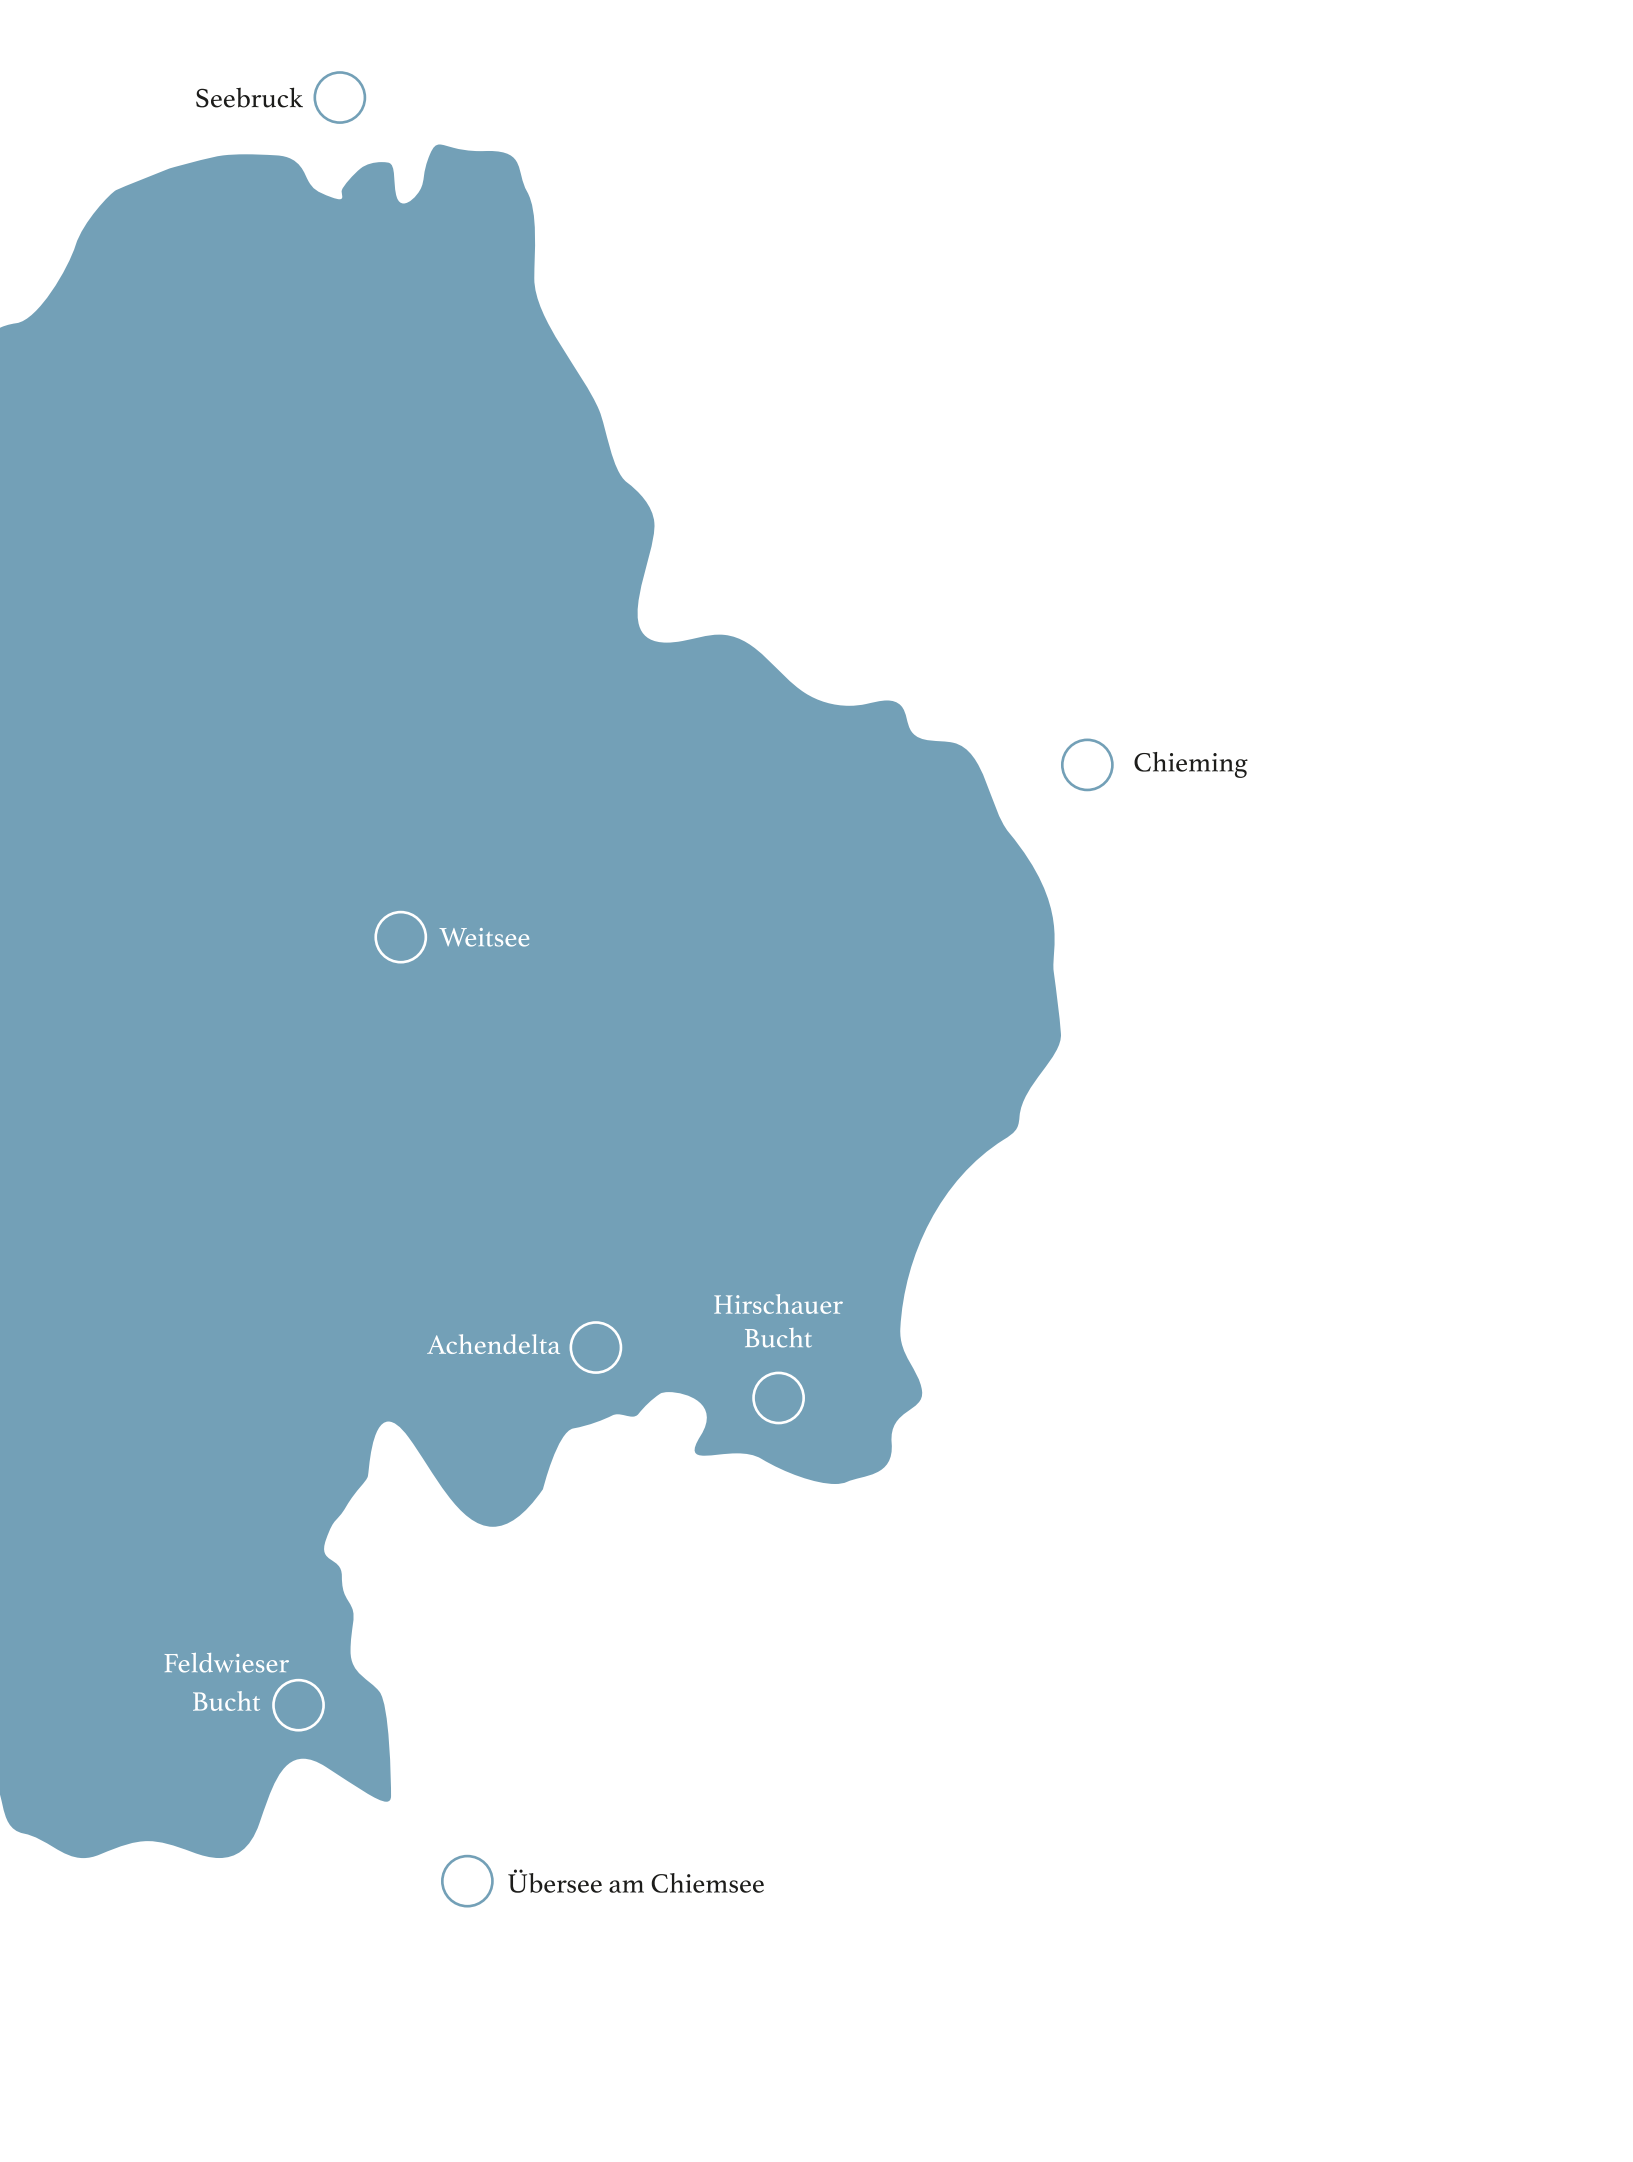 Seebruck
Chieming
Weitsee
Hirschauer
Bucht
Achendelta
Feldwieser
Bucht
Übersee am Chiemsee